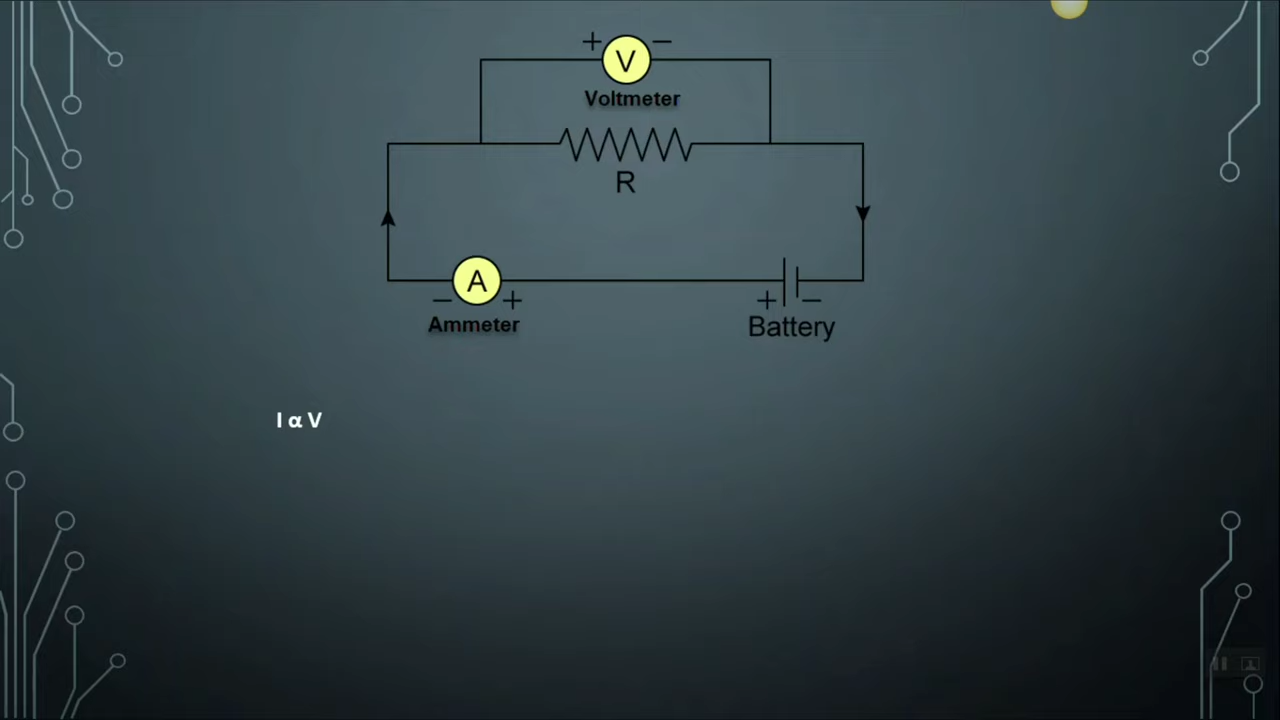 + V −
Voltmeter
R
A
− +
Ammeter
+ −
Battery
I α V